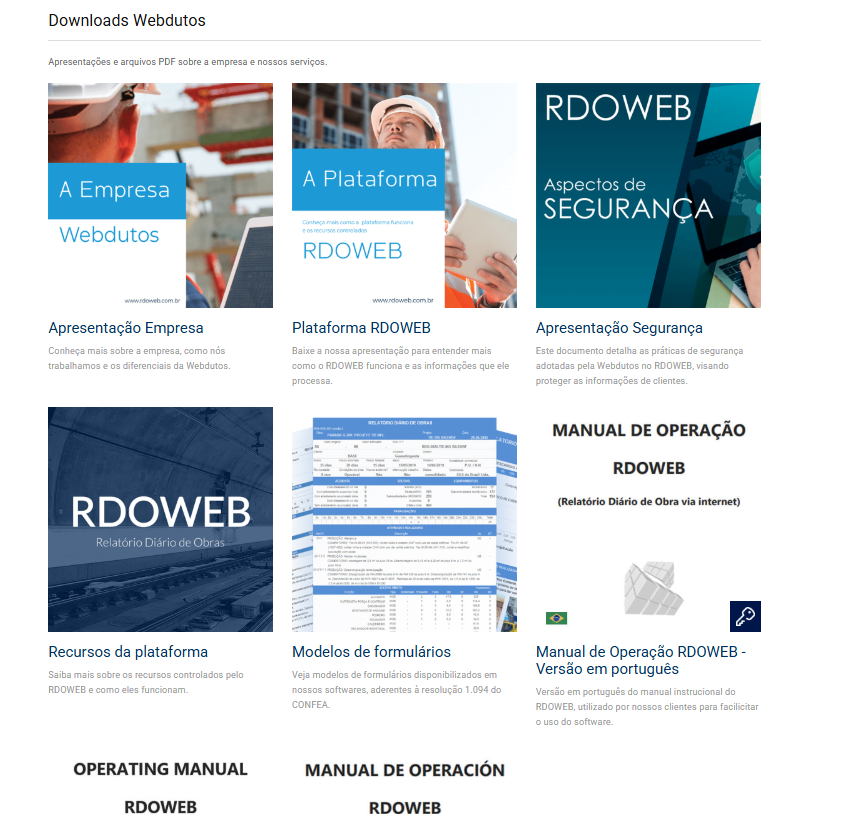 Downloads Webdutos
Apresentações e arquivos PDF sobre a empresa e nossos serviços.
A Empresa
Webdutos
www.rdoweb.com.br
A Plataforma
Conheça mais como a plataforma funciona
e os recursos controlados
RDOWEB
www.rdoweb.com.br
RDOWEB
Aspectos de
SEGURANÇA
Apresentação Empresa
Conheça mais sobre a empresa, como nós
trabalhamos e os diferenciais da Webdutos.
Plataforma RDOWEB
Baixe a nossa apresentação para entender mais
como o RDOWEB funciona e as informações que ele
processa.
Apresentação Segurança
Este documento detalha as práticas de segurança
adotadas pela Webdutos no RDOWEB, visando
proteger as informações de clientes.
RDOWEB
Relatório Diário de Obras
RELATÓRIO DIÁRIO DE OBRAS
MANUAL DE OPERAÇÃO
RDOWEB
(Relatório Diário de Obra via internet)
Recursos da plataforma
Saiba mais sobre os recursos controlados pelo
RDOWEB e como eles funcionam.
Modelos de formulários
Veja modelos de formulários disponibilizados em
nossos softwares, aderentes à resolução 1.094 do
CONFEA.
Manual de Operação RDOWEB -
Versão em português
Versão em português do manual instrucional do
RDOWEB, utilizado por nossos clientes para facilicitar
o uso do software.
OPERATING MANUAL
RDOWEB
MANUAL DE OPERACIÓN
RDOWEB